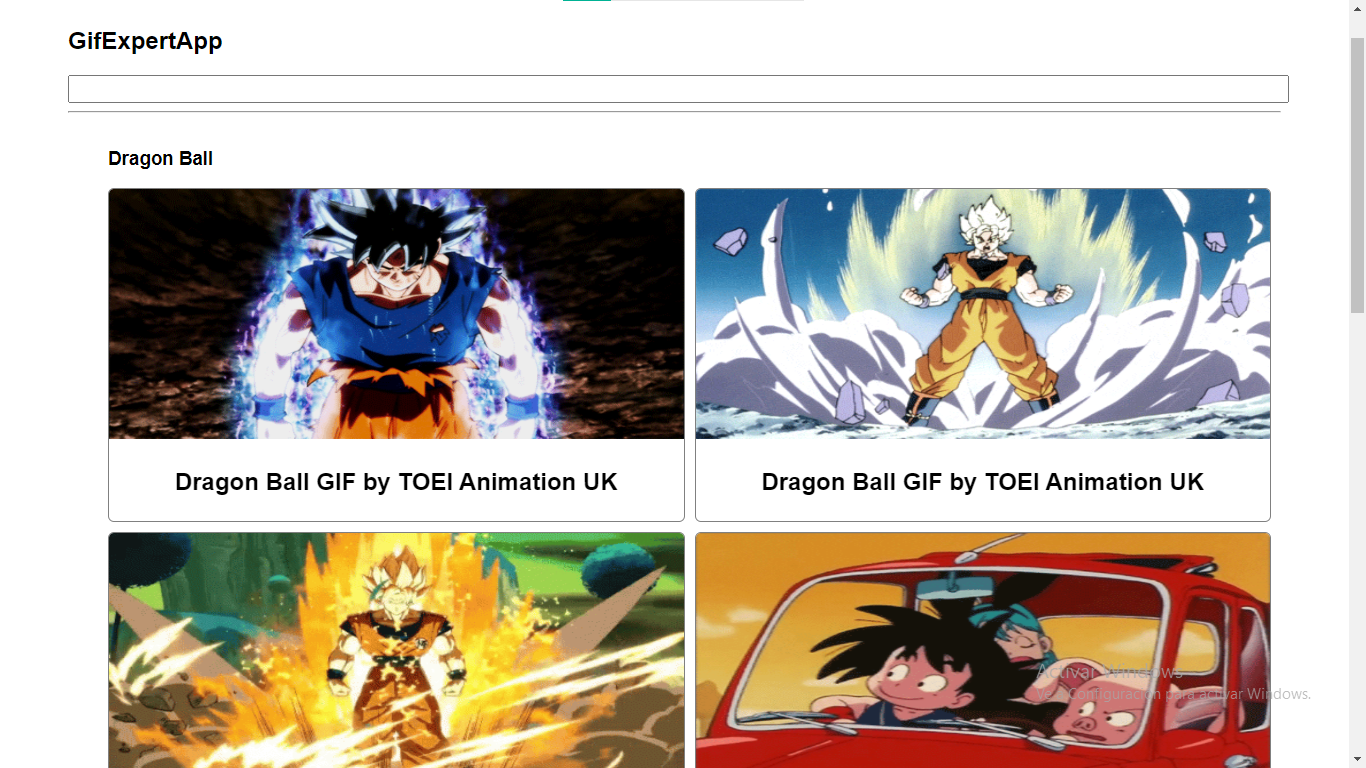 GifExpertApp
Dragon Ball
Dragon Ball GIF by TOEI Animation UK
Dragon Ball GIF by TOEI Animation UK
Activar Windows
Ve a Configuración para activar Windows.